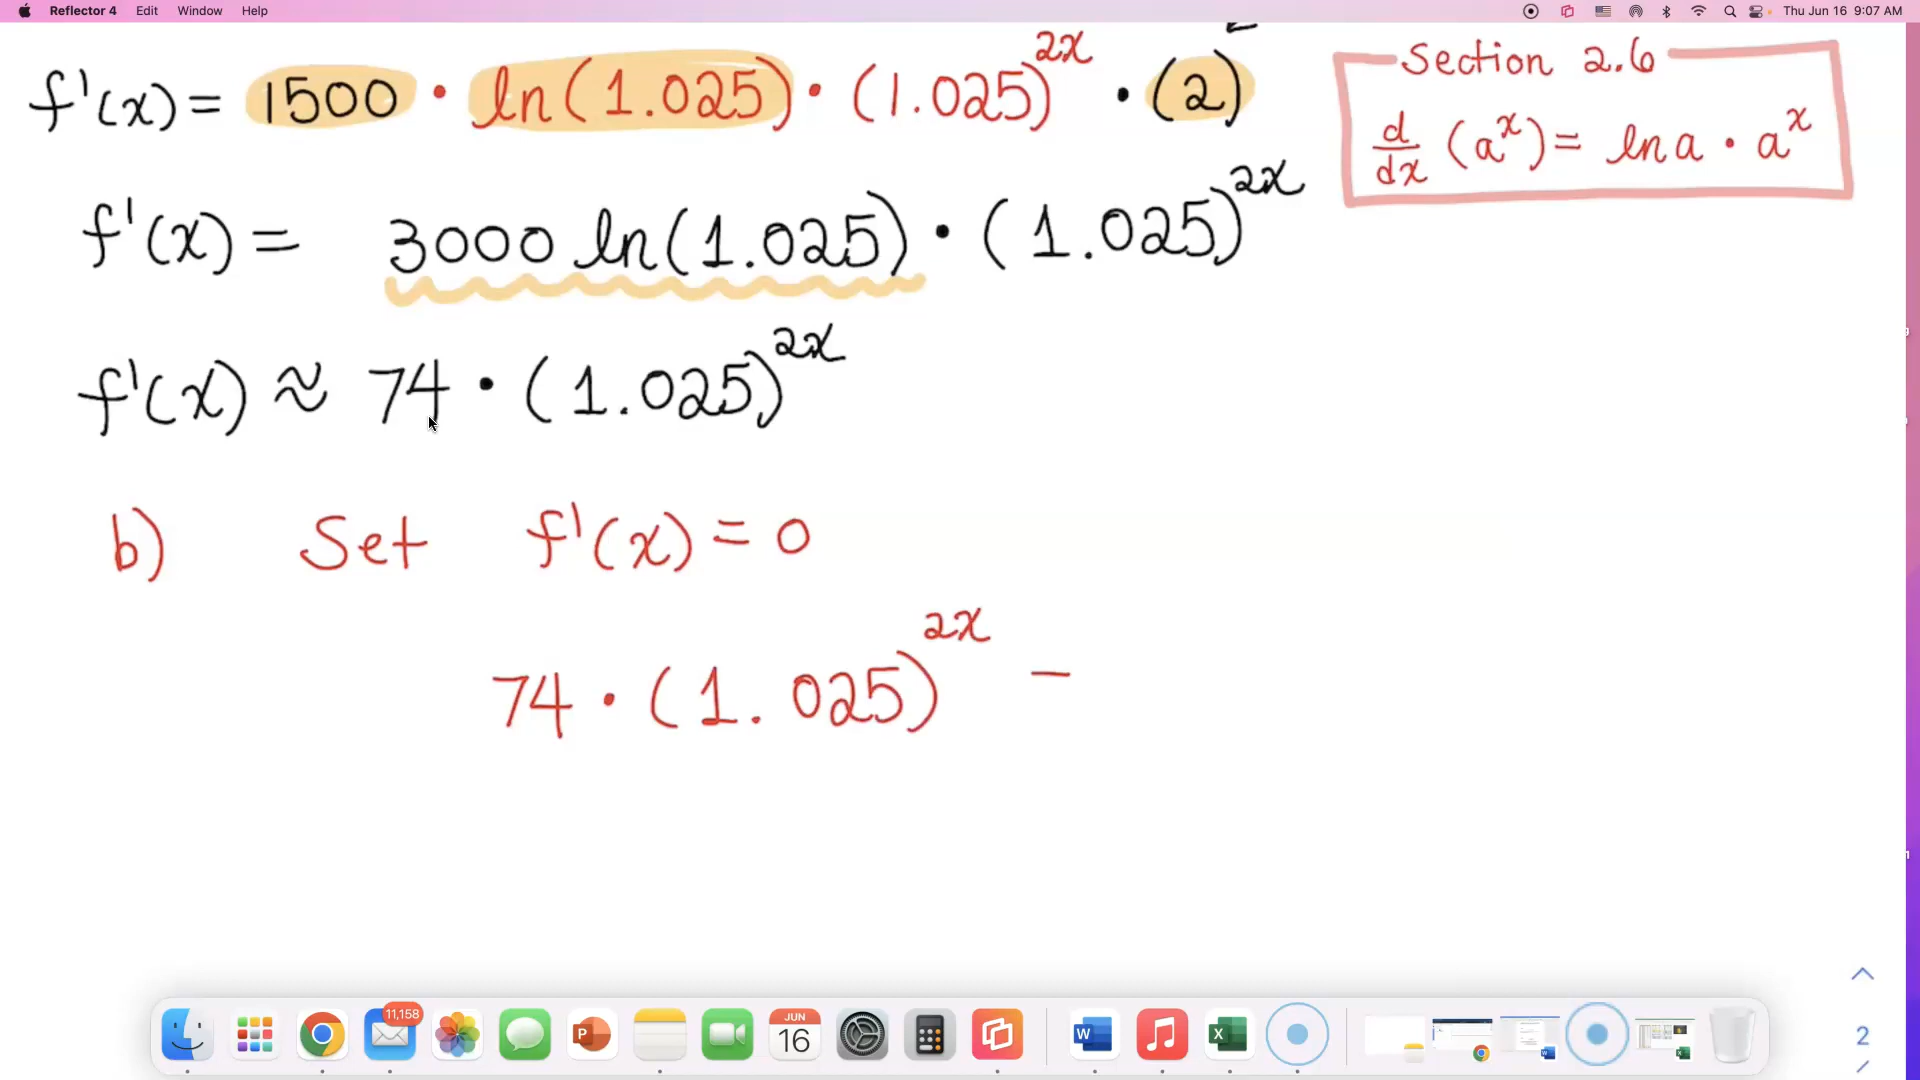 Reflector 4 Edit Window Help Thu Jun 16 9:07 AM
f'(x) = 1500 · ln(1.025) · (1.025)^2x · (2)
Section 2.6
d/dx (a^x) = ln a · a^x
f'(x) = 3000 ln(1.025) · (1.025)^2x
f'(x) ≈ 74 · (1.025)^2x
b) Set f'(x) = 0
74 · (1.025)^2x –
11,158
P
JUN
16
W
X
2